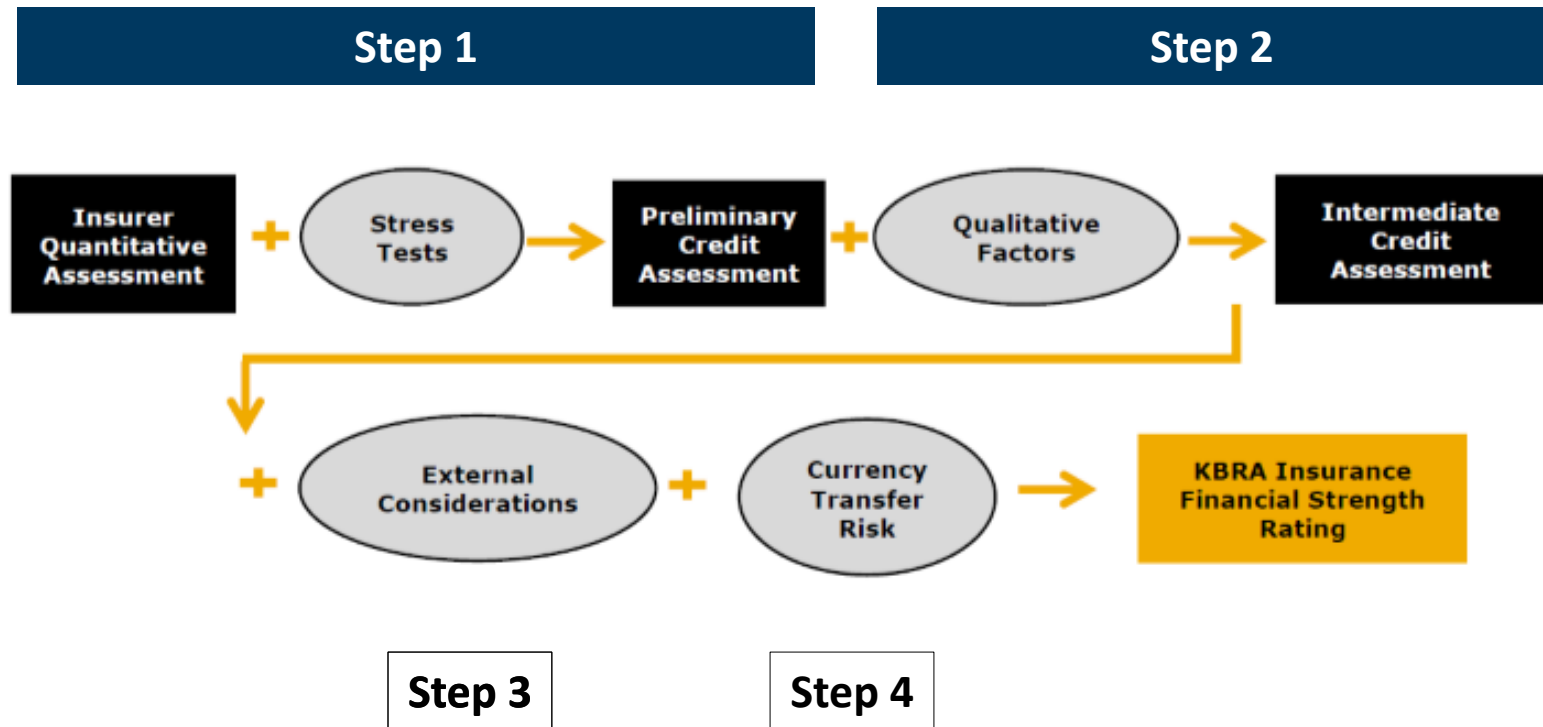 Step 1
Step 2
Insurer
Quantitative
Assessment
+
Stress
Tests
Preliminary
Credit
Assessment
+
Qualitative
Factors
Intermediate
Credit
Assessment
+
External
Considerations
+
Currency
Transfer
Risk
KBRA Insurance
Financial Strength
Rating
Step 3
Step 4